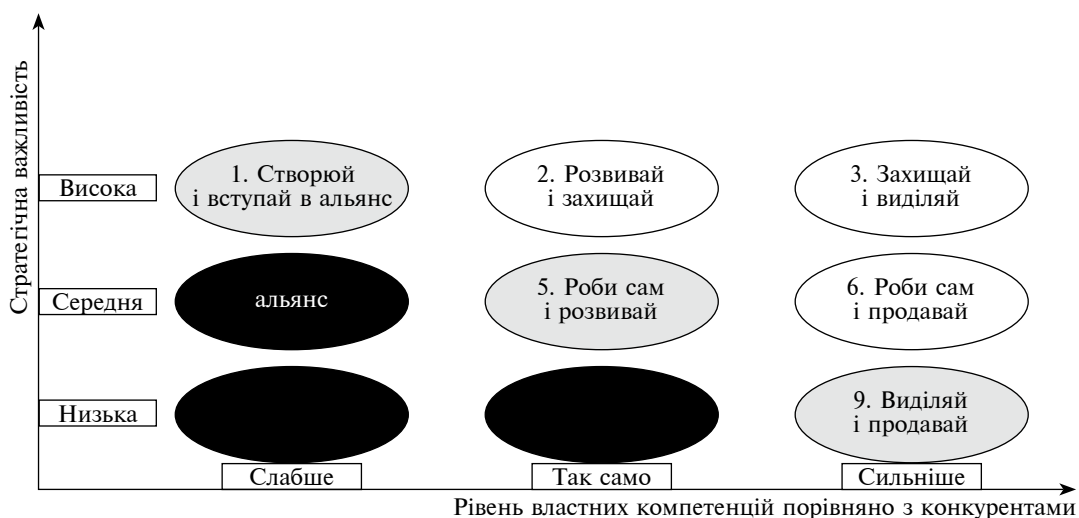 Стратегічна важливість
Висока
1. Створюй
і вступай в альянс
2. Розвивай
і захищай
3. Захищай
і виділяй
Середня
альянс
5. Роби сам
і розвивай
6. Роби сам
і продавай
Низька
9. Виділяй
і продавай
Слабше
Так само
Сильніше
Рівень властних компетенцій порівняно з конкурентами